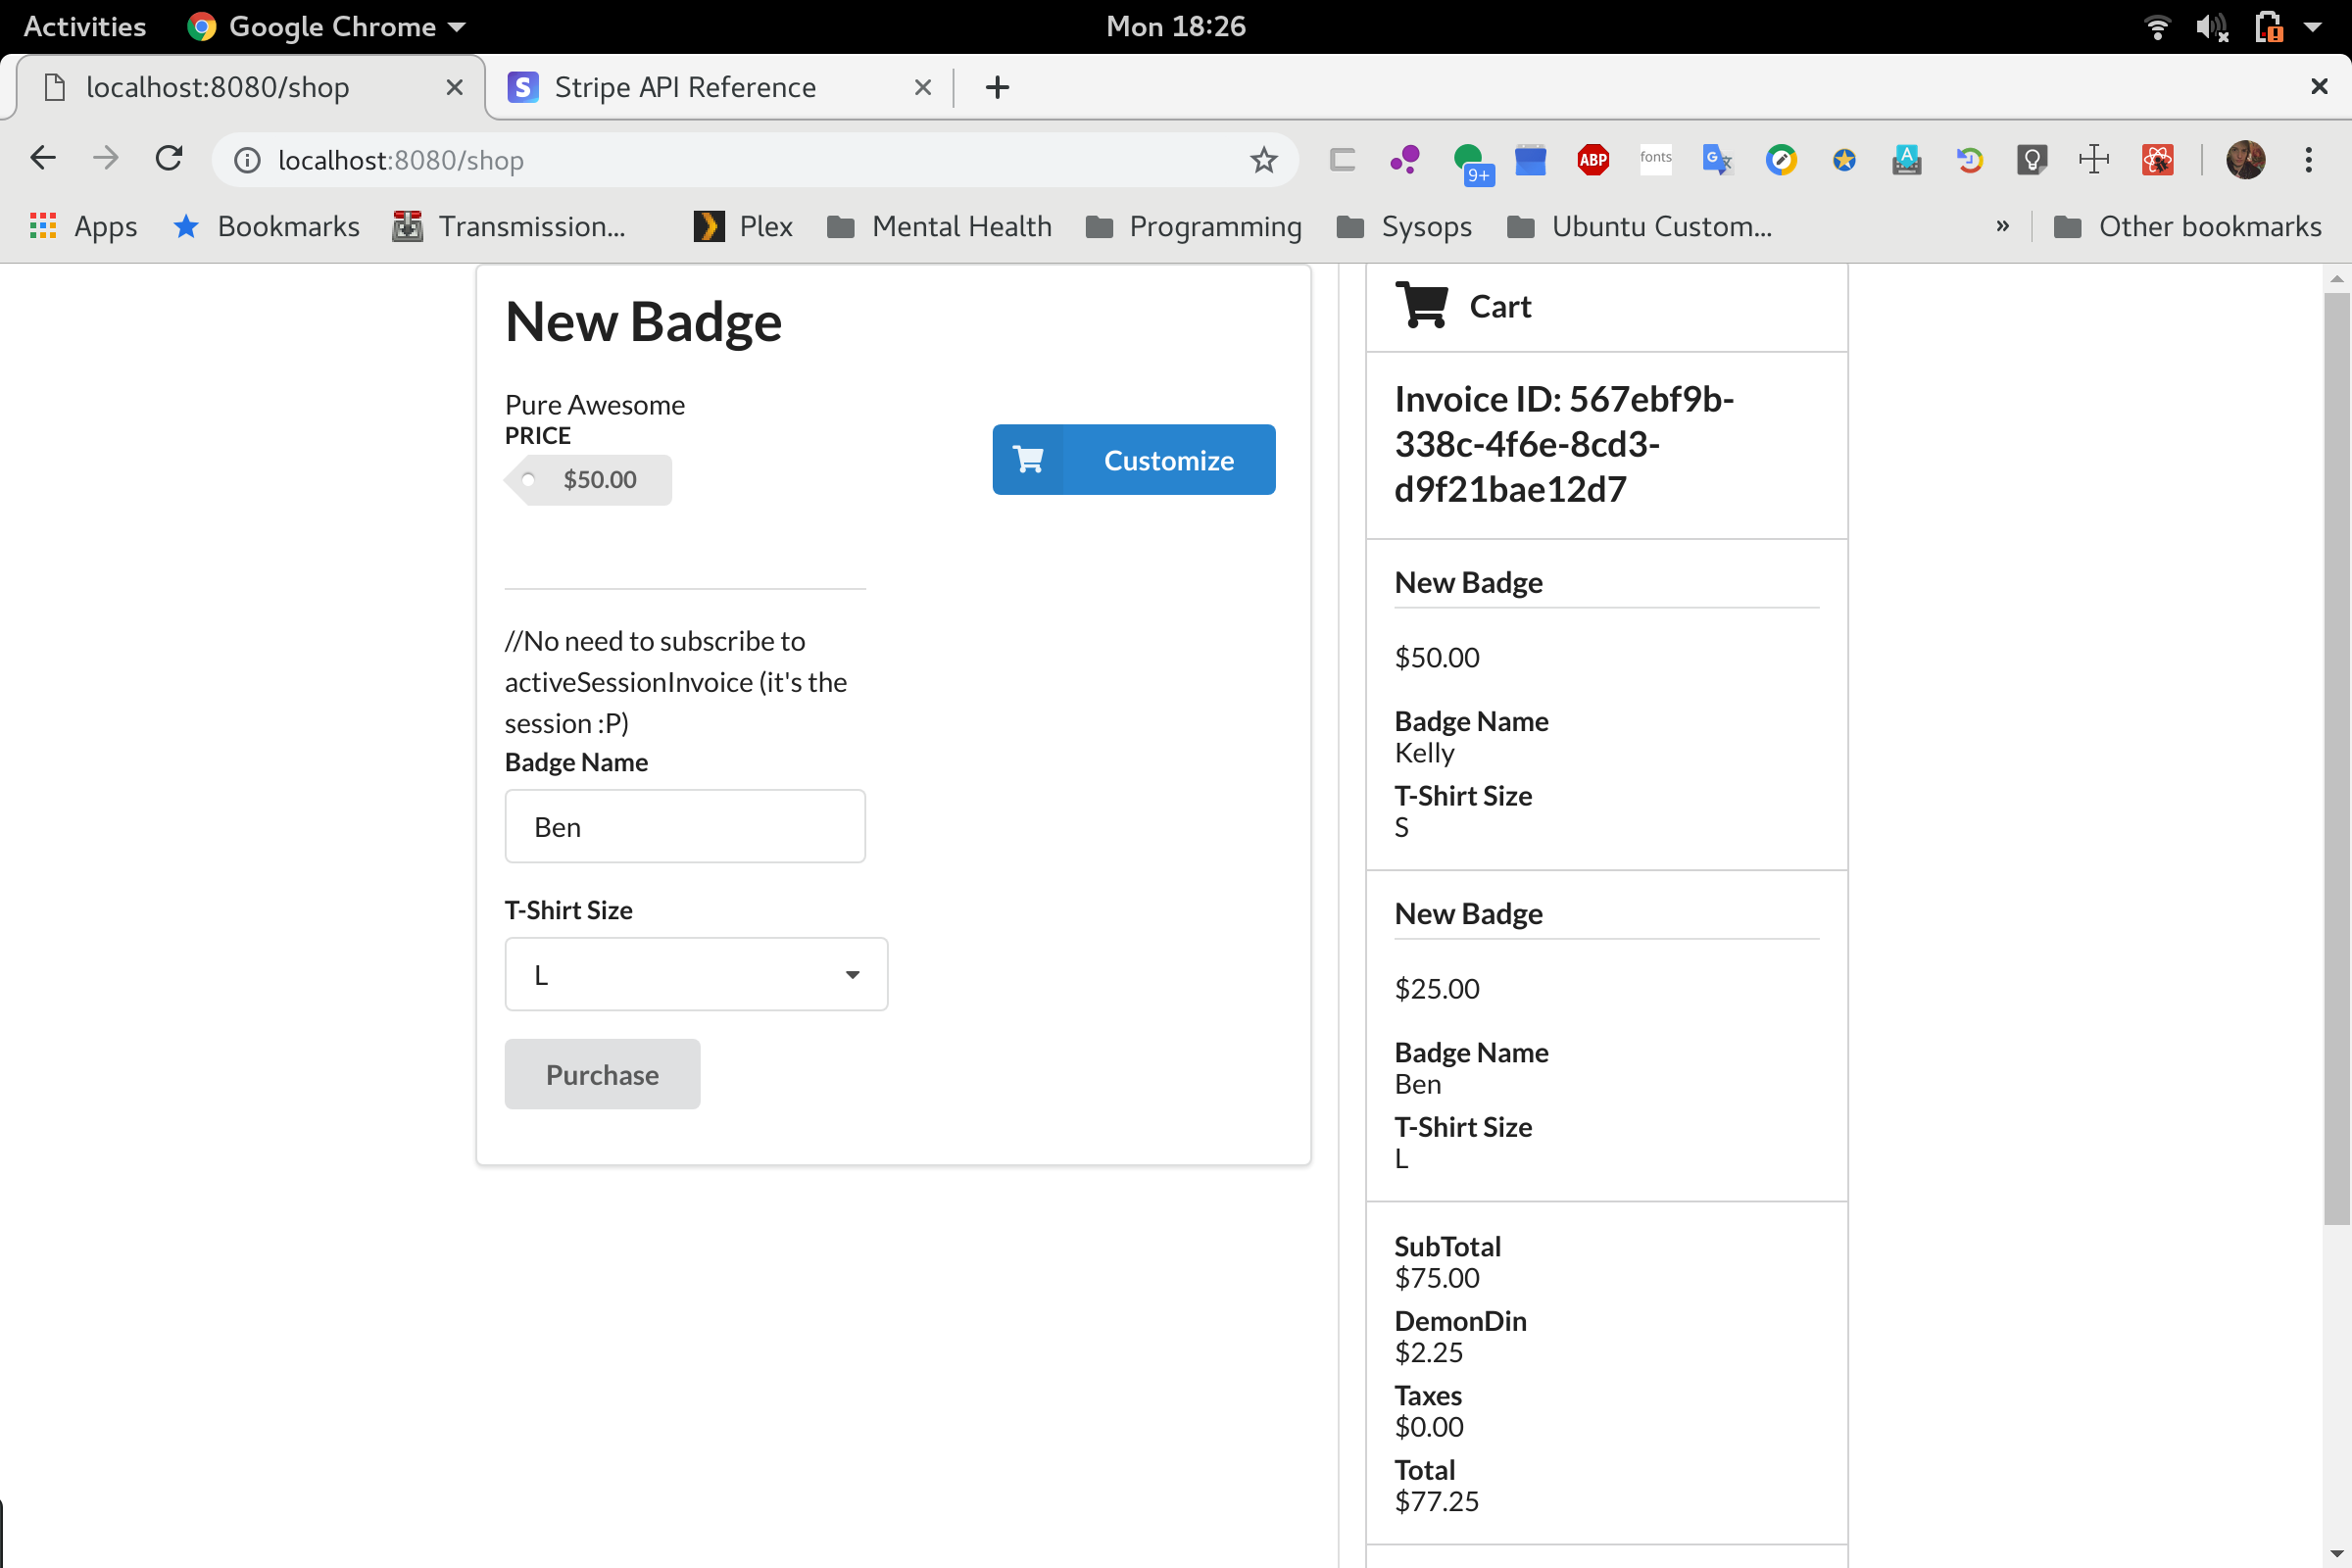 Activities Google Chrome Mon 18:26
localhost:8080/shop Stripe API Reference
localhost:8080/shop 9+ ABP fonts
Apps Bookmarks Transmission... Plex Mental Health Programming Sysops Ubuntu Custom... » Other bookmarks
New Badge
Pure Awesome
PRICE
$50.00
Customize
//No need to subscribe to
activeSessionInvoice (it's the
session :P)
Badge Name
Ben
T-Shirt Size
L
Purchase
Cart
Invoice ID: 567ebf9b-
338c-4f6e-8cd3-
d9f21bae12d7
New Badge
$50.00
Badge Name
Kelly
T-Shirt Size
S
New Badge
$25.00
Badge Name
Ben
T-Shirt Size
L
SubTotal
$75.00
DemonDin
$2.25
Taxes
$0.00
Total
$77.25